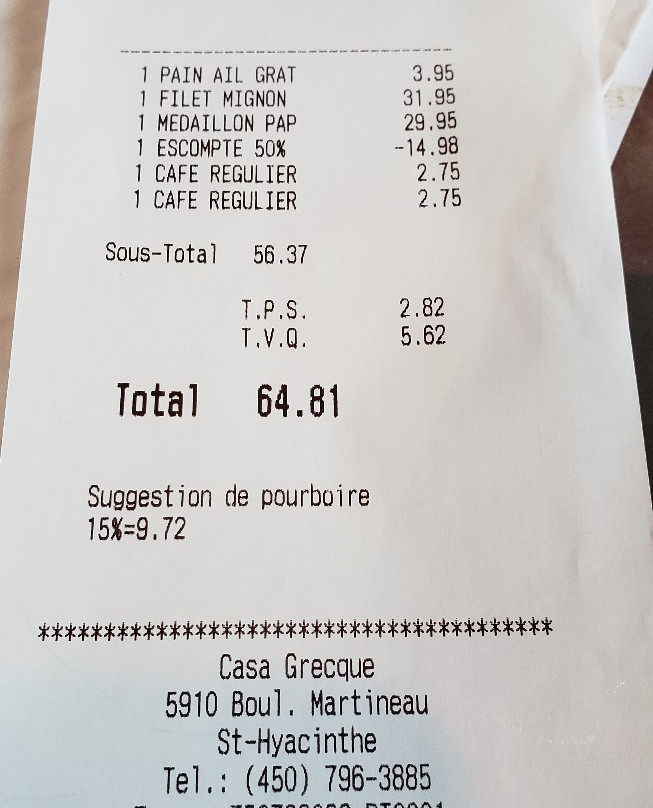 1 PAIN AIL GRAT 3.95
1 FILET MIGNON 31.95
1 MEDAILLON PAP 29.95
1 ESCOMPTE 50% -14.98
1 CAFE REGULIER 2.75
1 CAFE REGULIER 2.75
Sous-Total 56.37
T.P.S. 2.82
T.V.Q. 5.62
Total 64.81
Suggestion de pourboire
15%=9.72
****************************************
Casa Grecque
5910 Boul. Martineau
St-Hyacinthe
Tel.: (450) 796-3885